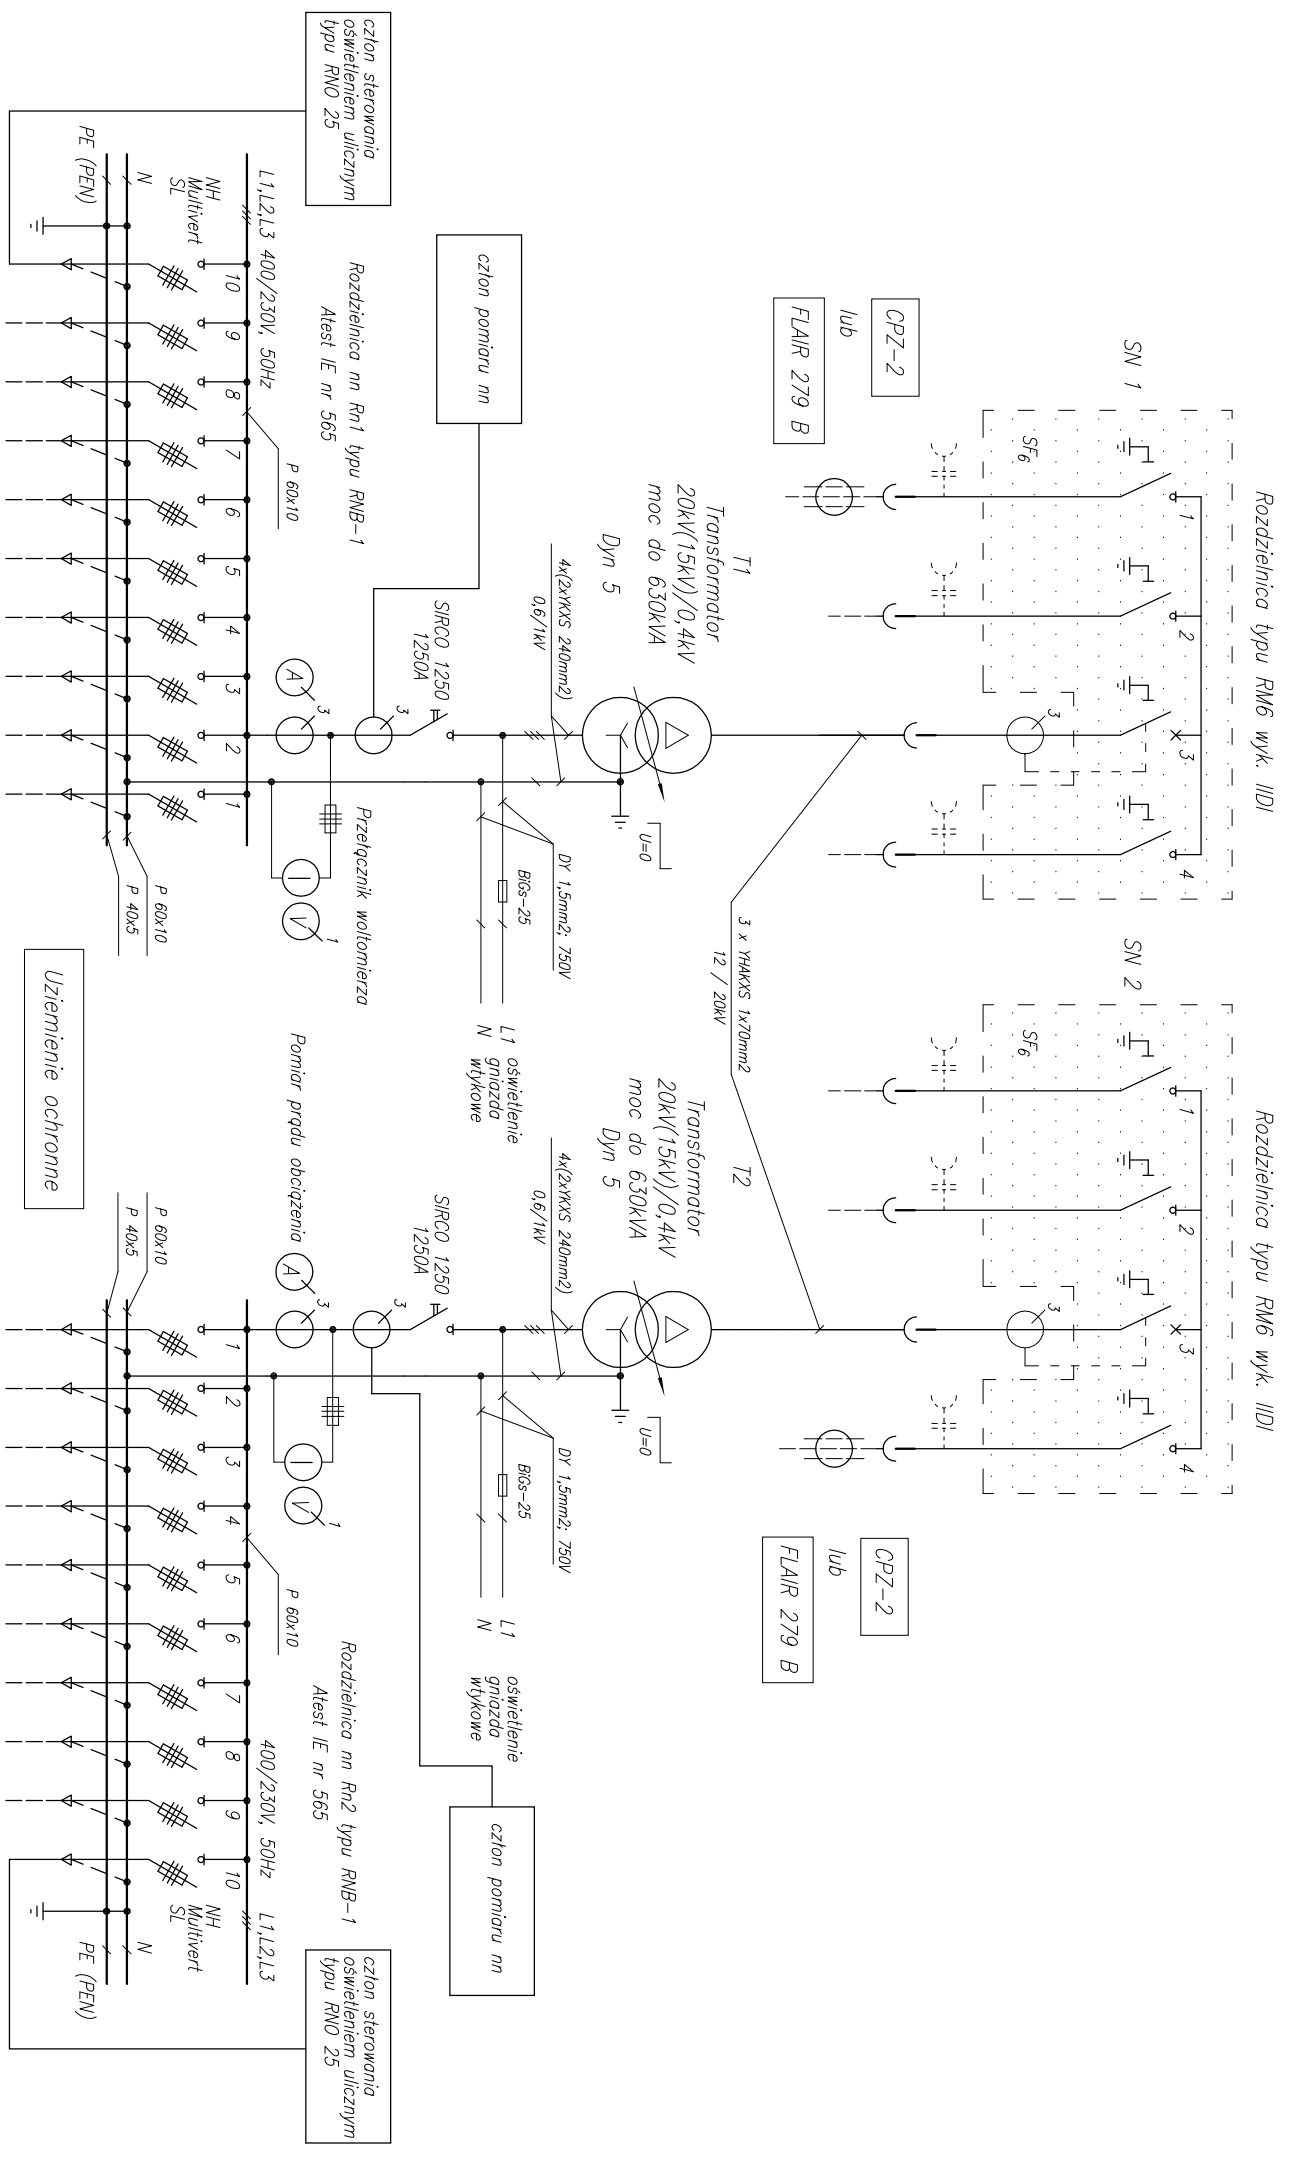 Rozdzielnica typu RM6 wyk. IIDI
Rozdzielnica typu RM6 wyk. IIDI
SN 1
SF6
1
2
3
4
3
SN 2
SF6
1
2
3
4
3
CPZ-2
lub
FLAIR 279 B
CPZ-2
lub
FLAIR 279 B
3 x YHAKXS 1x70mm2
12 / 20kV
T1
Transformator
20kV(15kV)/0,4kV
moc do 630kVA
Dyn 5
U=0
T2
Transformator
20kV(15kV)/0,4kV
moc do 630kVA
Dyn 5
U=0
4x(2xYKXS 240mm2)
0,6/1kV
DY 1,5mm2; 750V
BiGs-25
L1
N
oświetlenie
gniazda
wtykowe
4x(2xYKXS 240mm2)
0,6/1kV
DY 1,5mm2; 750V
BiGs-25
L1
N
oświetlenie
gniazda
wtykowe
człon pomiaru nn
SIRCO 1250
1250A
3
SIRCO 1250
1250A
3
człon pomiaru nn
człon sterowania
oświetleniem ulicznym
typu RNO 25
Rozdzielnica nn Rn1 typu RNB-1
Atest IE nr 565
A
3
Przełącznik woltomierza
V
1
Pomiar prądu obciążenia
A
3
V
1
Rozdzielnica nn Rn2 typu RNB-1
Atest IE nr 565
człon sterowania
oświetleniem ulicznym
typu RNO 25
L1,L2,L3 400/230V, 50Hz
P 60x10
P 60x10
400/230V, 50Hz L1,L2,L3
10
9
8
7
6
5
4
3
2
1
1
2
3
4
5
6
7
8
9
10
NH
Multivert
SL
NH
Multivert
SL
N
PE (PEN)
P 60x10
P 40x5
P 60x10
P 40x5
N
PE (PEN)
Uziemienie ochronne